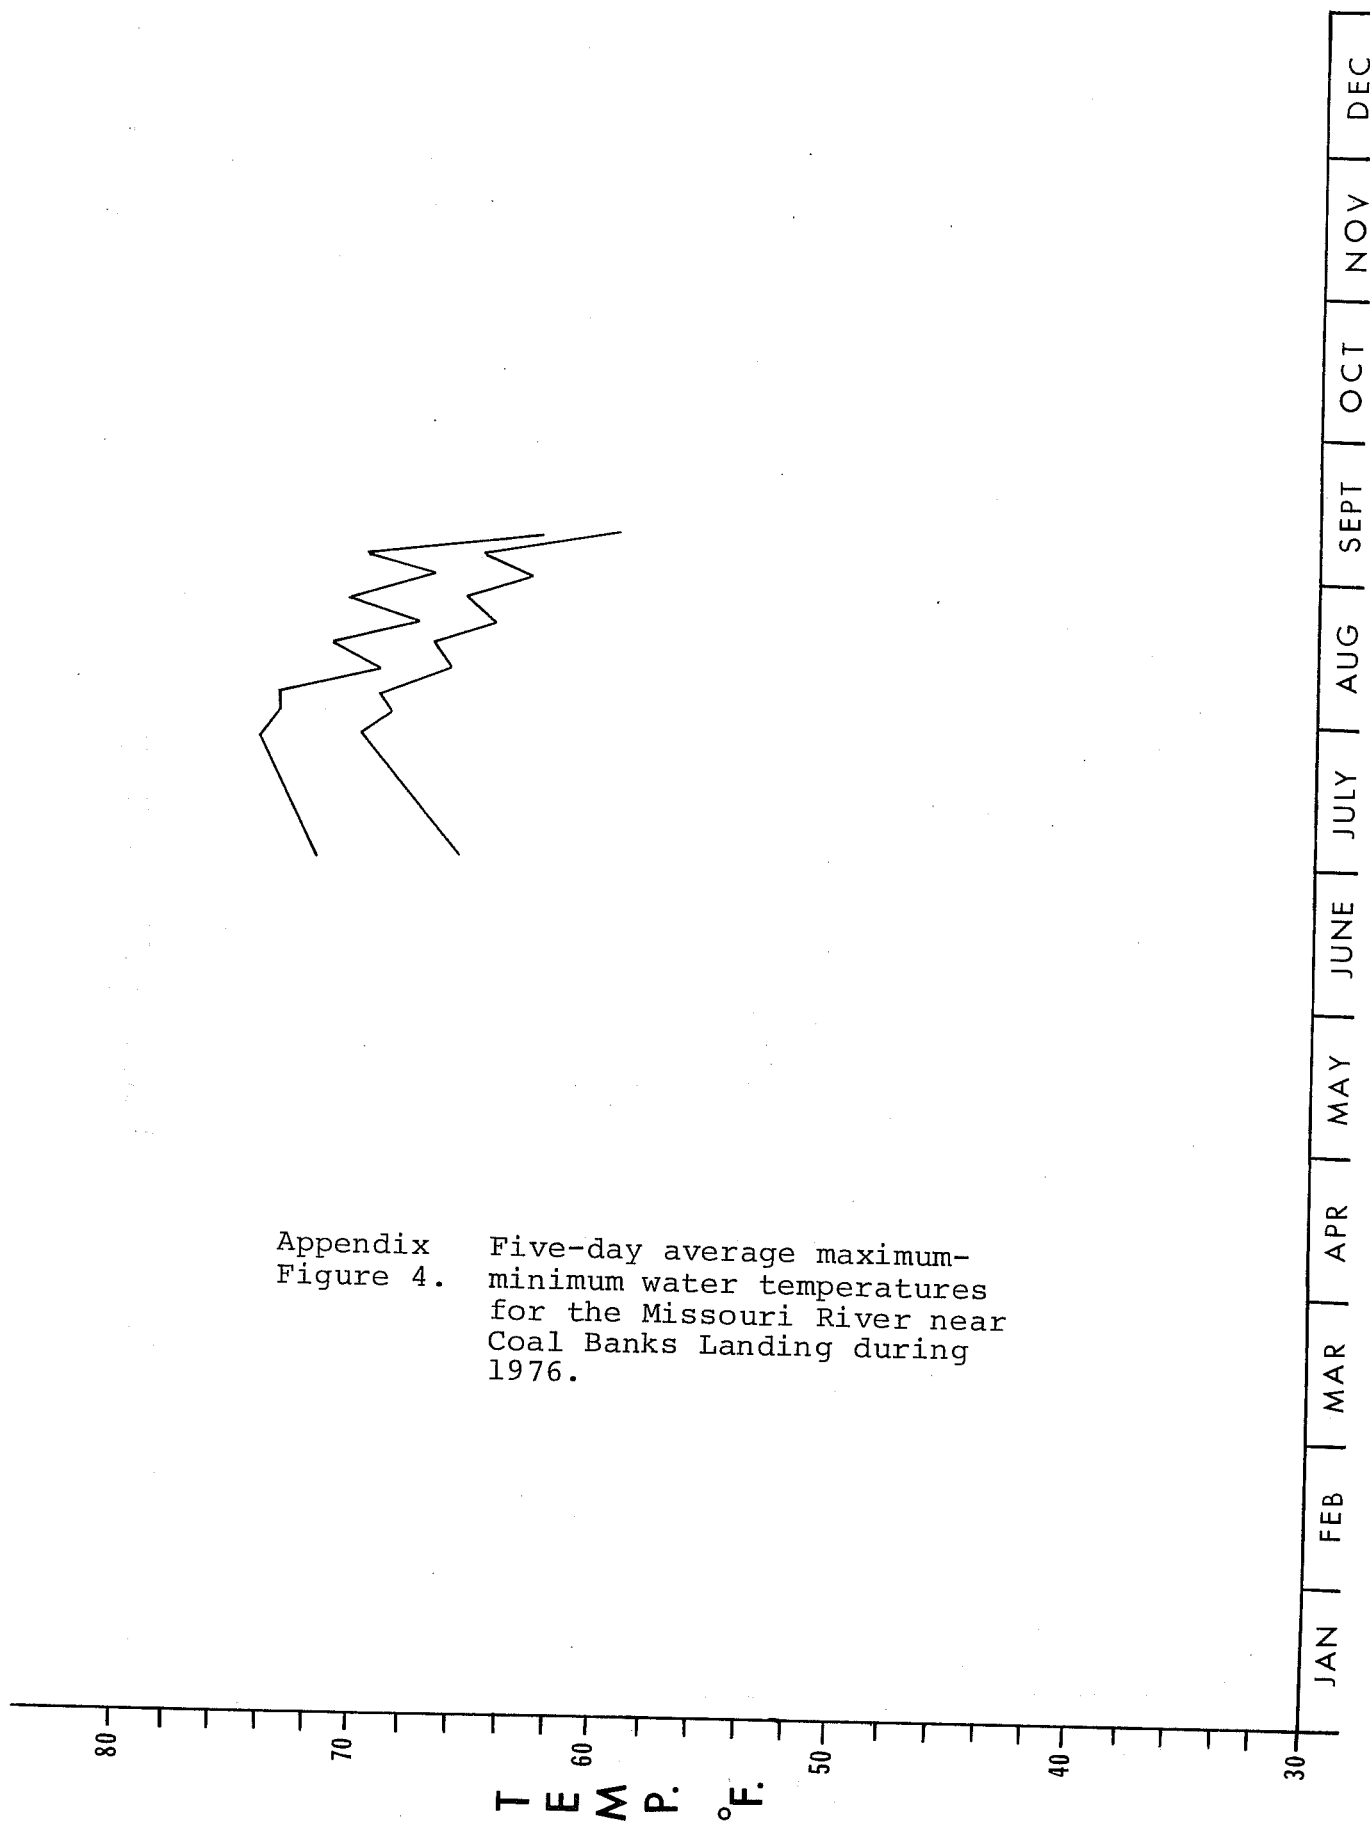 80
70
60
50
40
30
TEMP. °F.
Appendix Figure 4. Five-day average maximum-
minimum water temperatures
for the Missouri River near
Coal Banks Landing during
1976.
JAN | FEB | MAR | APR | MAY | JUNE | JULY | AUG | SEPT | OCT | NOV | DEC